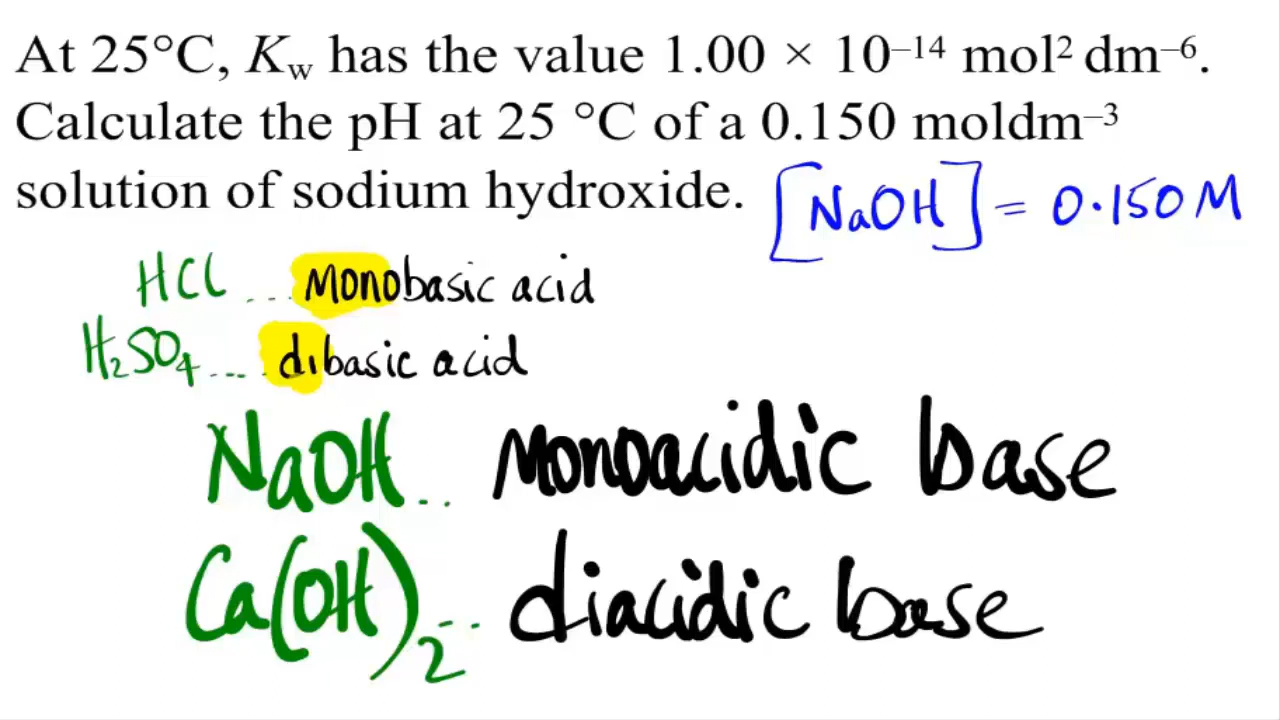 At 25°C, Kw has the value 1.00 × 10⁻¹⁴ mol² dm⁻⁶.
Calculate the pH at 25 °C of a 0.150 moldm⁻³
solution of sodium hydroxide. [NaOH] = 0.150M
HCl ... Monobasic acid
H₂SO₄ .... dibasic acid
NaOH .. Monoacidic base
Ca(OH)₂ .. diacidic base